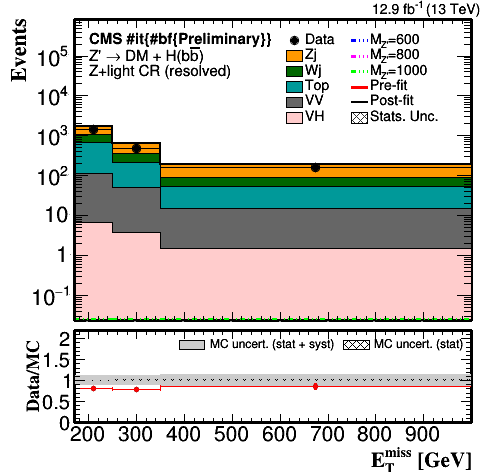 12.9 fb⁻¹ (13 TeV)
Events
CMS #it{#bf{Preliminary}}
Z' → DM + H(bb̅)
Z+light CR (resolved)
Data
Zj
Wj
Top
VV
VH
M_Z'=600
M_Z'=800
M_Z'=1000
Pre-fit
Post-fit
Stats. Unc.
10⁵
10⁴
10³
10²
10
1
10⁻¹
Data/MC
2
1.5
1
0.5
0
MC uncert. (stat + syst)
MC uncert. (stat)
200 300 400 500 600 700 800 900
E_T^miss [GeV]